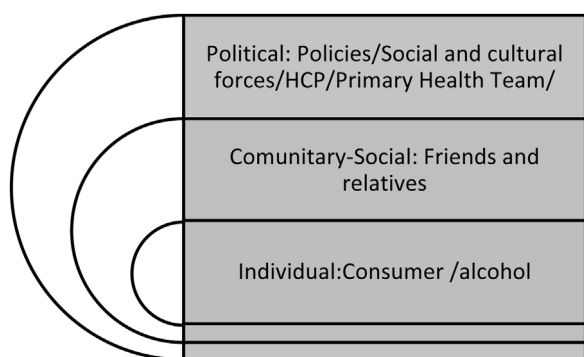 Political: Policies/Social and cultural
forces/HCP/Primary Health Team/
Comunitary-Social: Friends and
relatives
Individual:Consumer /alcohol